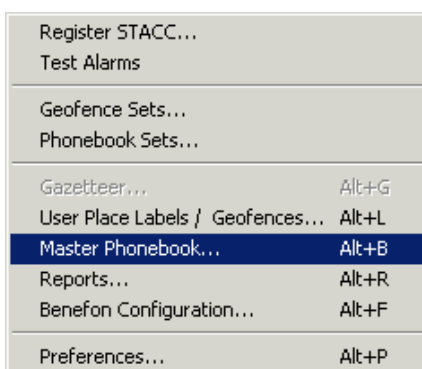 Register STACC...
Test Alarms
Geofence Sets...
Phonebook Sets...
Gazetteer... Alt+G
User Place Labels / Geofences... Alt+L
Master Phonebook... Alt+B
Reports... Alt+R
Benefon Configuration... Alt+F
Preferences... Alt+P